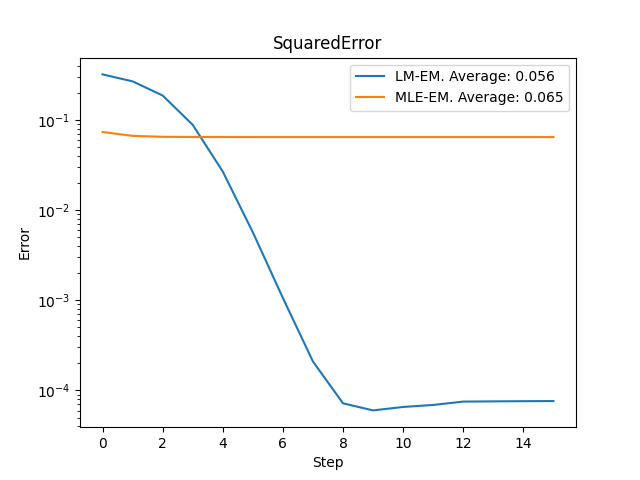 SquaredError
LM-EM. Average: 0.056
MLE-EM. Average: 0.065
Error
10⁻¹
10⁻²
10⁻³
10⁻⁴
0 2 4 6 8 10 12 14
Step